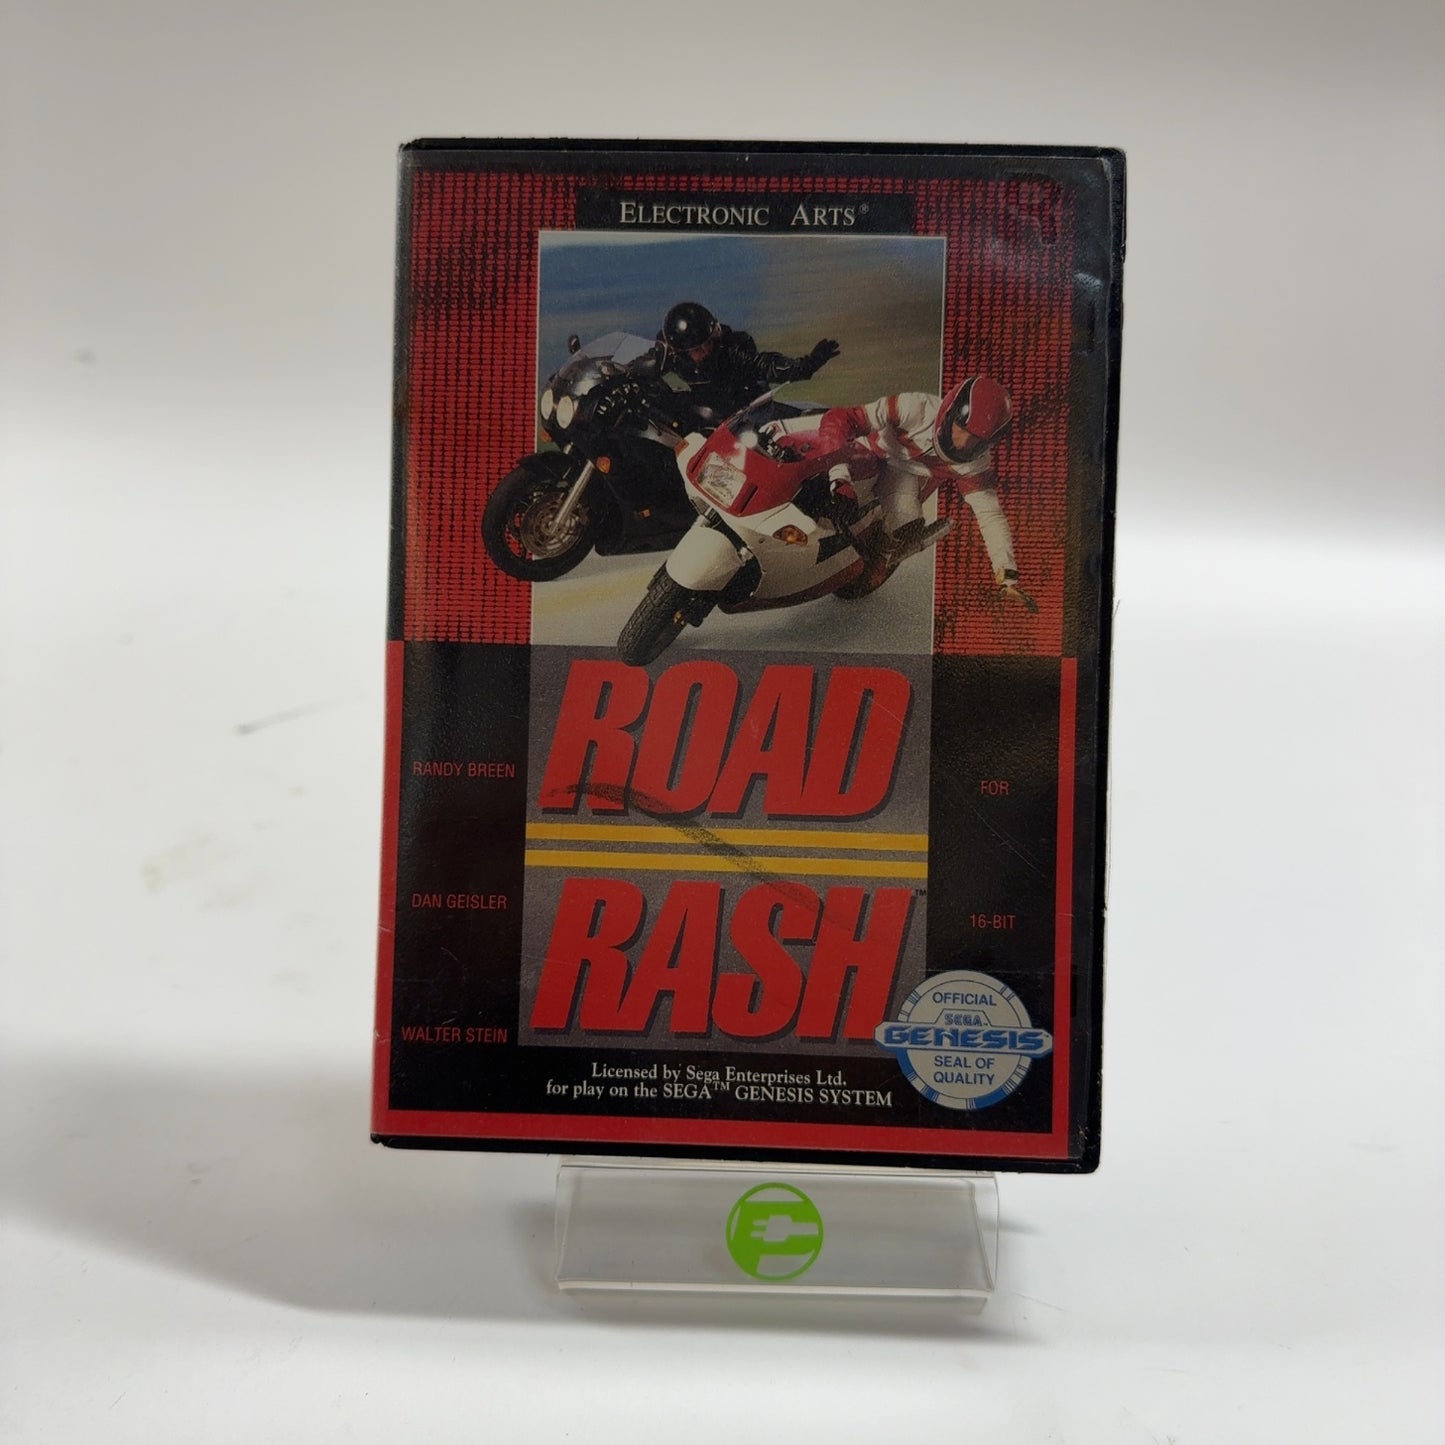 ELECTRONIC ARTS®
ROAD
RASH™
RANDY BREEN
DAN GEISLER
WALTER STEIN
FOR
16-BIT
OFFICIAL
SEGA™
GENESIS
SEAL OF
QUALITY
Licensed by Sega Enterprises Ltd.
for play on the SEGA™ GENESIS SYSTEM